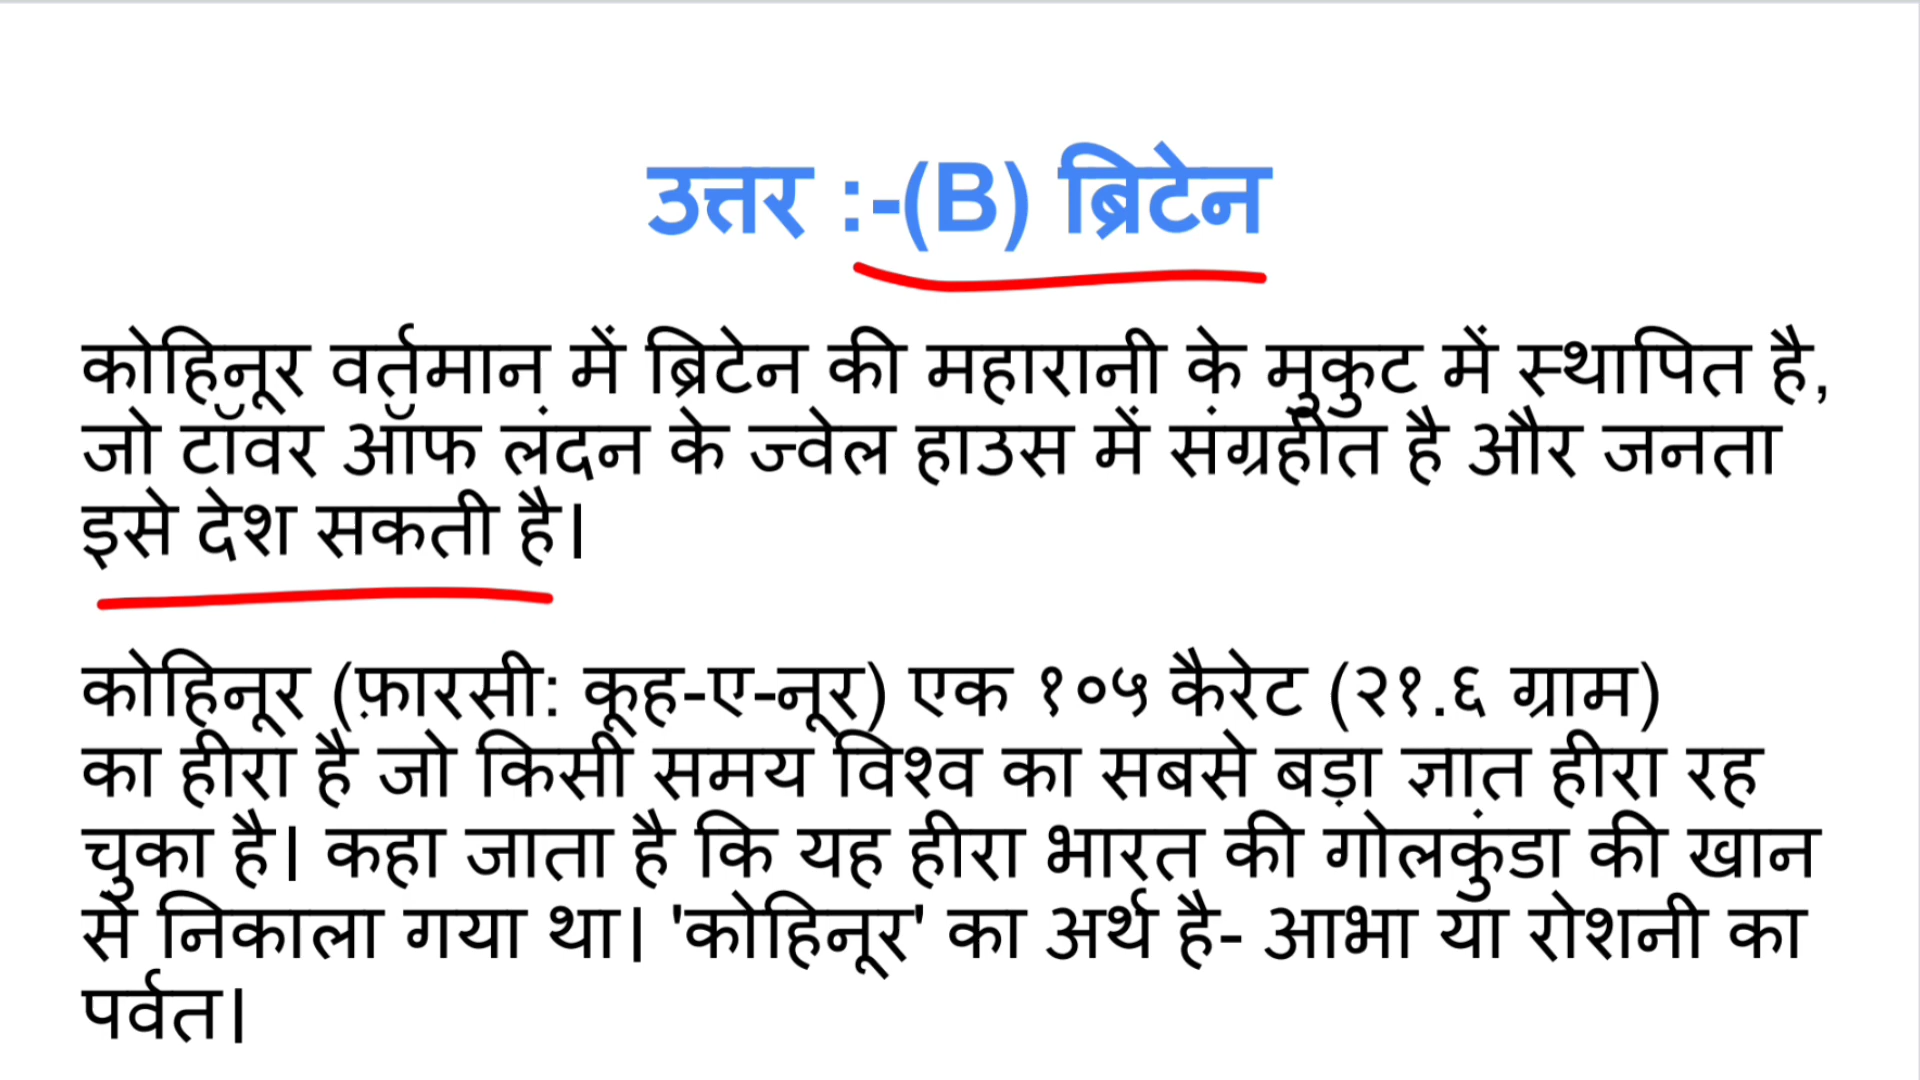 उत्तर :-(B) ब्रिटेन
कोहिनूर वर्तमान में ब्रिटेन की महारानी के मुकुट में स्थापित है,
जो टॉवर ऑफ लंदन के ज्वेल हाउस में संग्रहीत है और जनता
इसे देश सकती है।
कोहिनूर (फ़ारसी: कूह-ए-नूर) एक १०५ कैरेट (२१.६ ग्राम)
का हीरा है जो किसी समय विश्व का सबसे बड़ा ज्ञात हीरा रह
चुका है। कहा जाता है कि यह हीरा भारत की गोलकुंडा की खान
से निकाला गया था। 'कोहिनूर' का अर्थ है- आभा या रोशनी का
पर्वत।